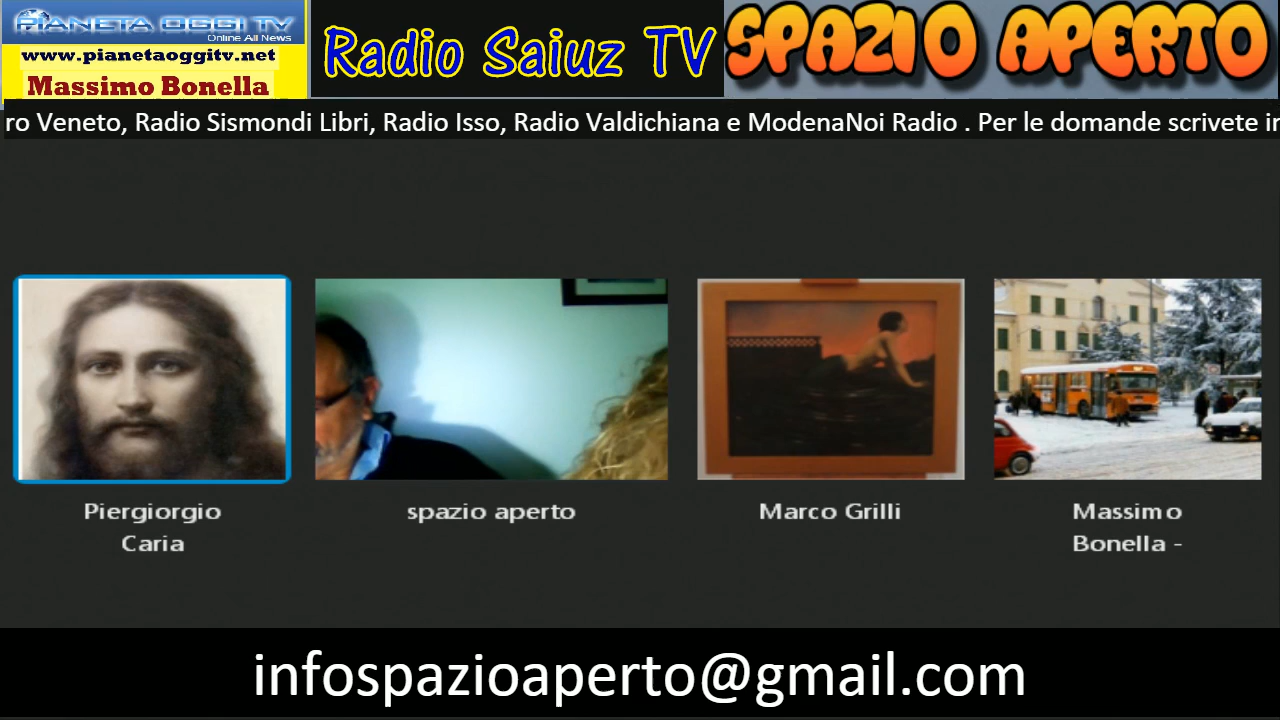 PIANETA OGGI TV
Online All News
www.pianetaoggitv.net
Massimo Bonella
Radio Saiuz TV
SPAZIO APERTO
ro Veneto, Radio Sismondi Libri, Radio Isso, Radio Valdichiana e ModenaNoi Radio . Per le domande scrivete in
Piergiorgio
Caria
spazio aperto
Marco Grilli
Massimo
Bonella -
infospazioaperto@gmail.com